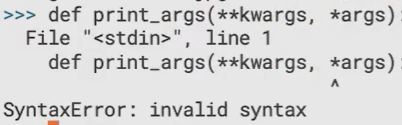 >>> def print_args(**kwargs, *args):
  File "<stdin>", line 1
    def print_args(**kwargs, *args):
                             ^
SyntaxError: invalid syntax